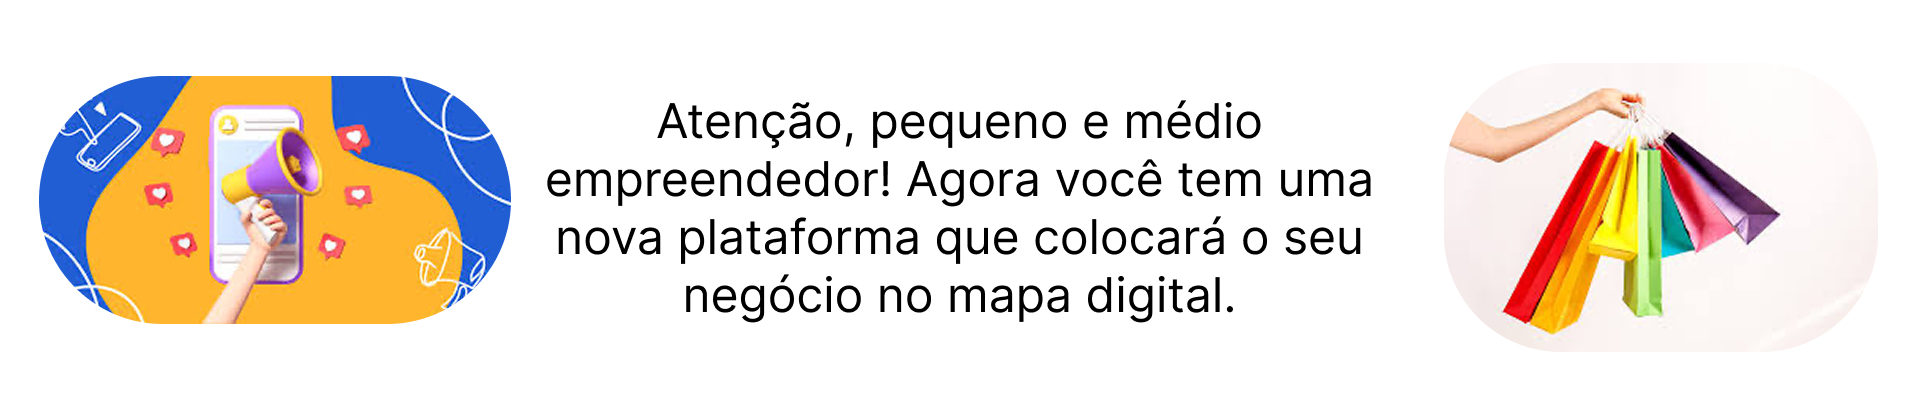 Atenção, pequeno e médio
empreendedor! Agora você tem uma
nova plataforma que colocará o seu
negócio no mapa digital.